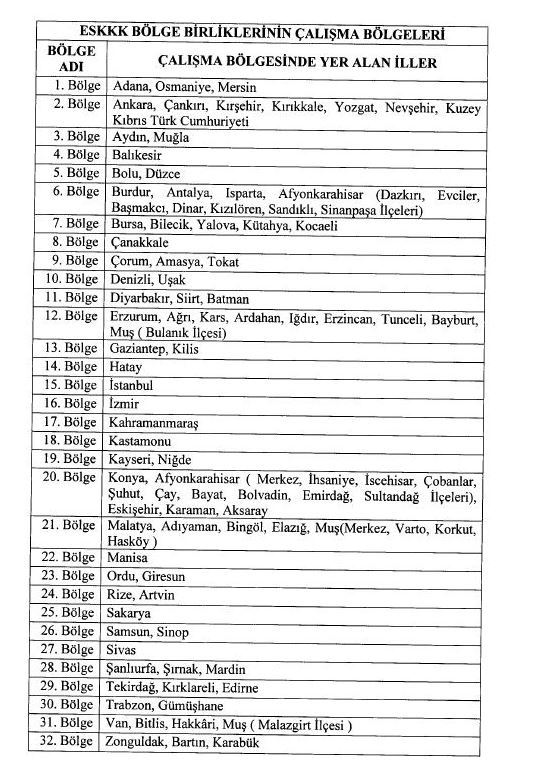 ESKKK BÖLGE BİRLİKLERİNİN ÇALIŞMA BÖLGELERİ
BÖLGE ADI ÇALIŞMA BÖLGESİNDE YER ALAN İLLER
1. Bölge Adana, Osmaniye, Mersin
2. Bölge Ankara, Çankırı, Kırşehir, Kırıkkale, Yozgat, Nevşehir, Kuzey
Kıbrıs Türk Cumhuriyeti
3. Bölge Aydın, Muğla
4. Bölge Balıkesir
5. Bölge Bolu, Düzce
6. Bölge Burdur, Antalya, Isparta, Afyonkarahisar (Dazkırı, Evciler,
Başmakcı, Dinar, Kızılören, Sandıklı, Sinanpaşa İlçeleri)
7. Bölge Bursa, Bilecik, Yalova, Kütahya, Kocaeli
8. Bölge Çanakkale
9. Bölge Çorum, Amasya, Tokat
10. Bölge Denizli, Uşak
11. Bölge Diyarbakır, Siirt, Batman
12. Bölge Erzurum, Ağrı, Kars, Ardahan, Iğdır, Erzincan, Tunceli, Bayburt,
Muş ( Bulanık İlçesi)
13. Bölge Gaziantep, Kilis
14. Bölge Hatay
15. Bölge İstanbul
16. Bölge İzmir
17. Bölge Kahramanmaraş
18. Bölge Kastamonu
19. Bölge Kayseri, Niğde
20. Bölge Konya, Afyonkarahisar ( Merkez, İhsaniye, İscehisar, Çobanlar,
Şuhut, Çay, Bayat, Bolvadin, Emirdağ, Sultandağ İlçeleri),
Eskişehir, Karaman, Aksaray
21. Bölge Malatya, Adıyaman, Bingöl, Elazığ, Muş(Merkez, Varto, Korkut,
Hasköy )
22. Bölge Manisa
23. Bölge Ordu, Giresun
24. Bölge Rize, Artvin
25. Bölge Sakarya
26. Bölge Samsun, Sinop
27. Bölge Sivas
28. Bölge Şanlıurfa, Şırnak, Mardin
29. Bölge Tekirdağ, Kırklareli, Edirne
30. Bölge Trabzon, Gümüşhane
31. Bölge Van, Bitlis, Hakkâri, Muş ( Malazgirt İlçesi )
32. Bölge Zonguldak, Bartın, Karabük